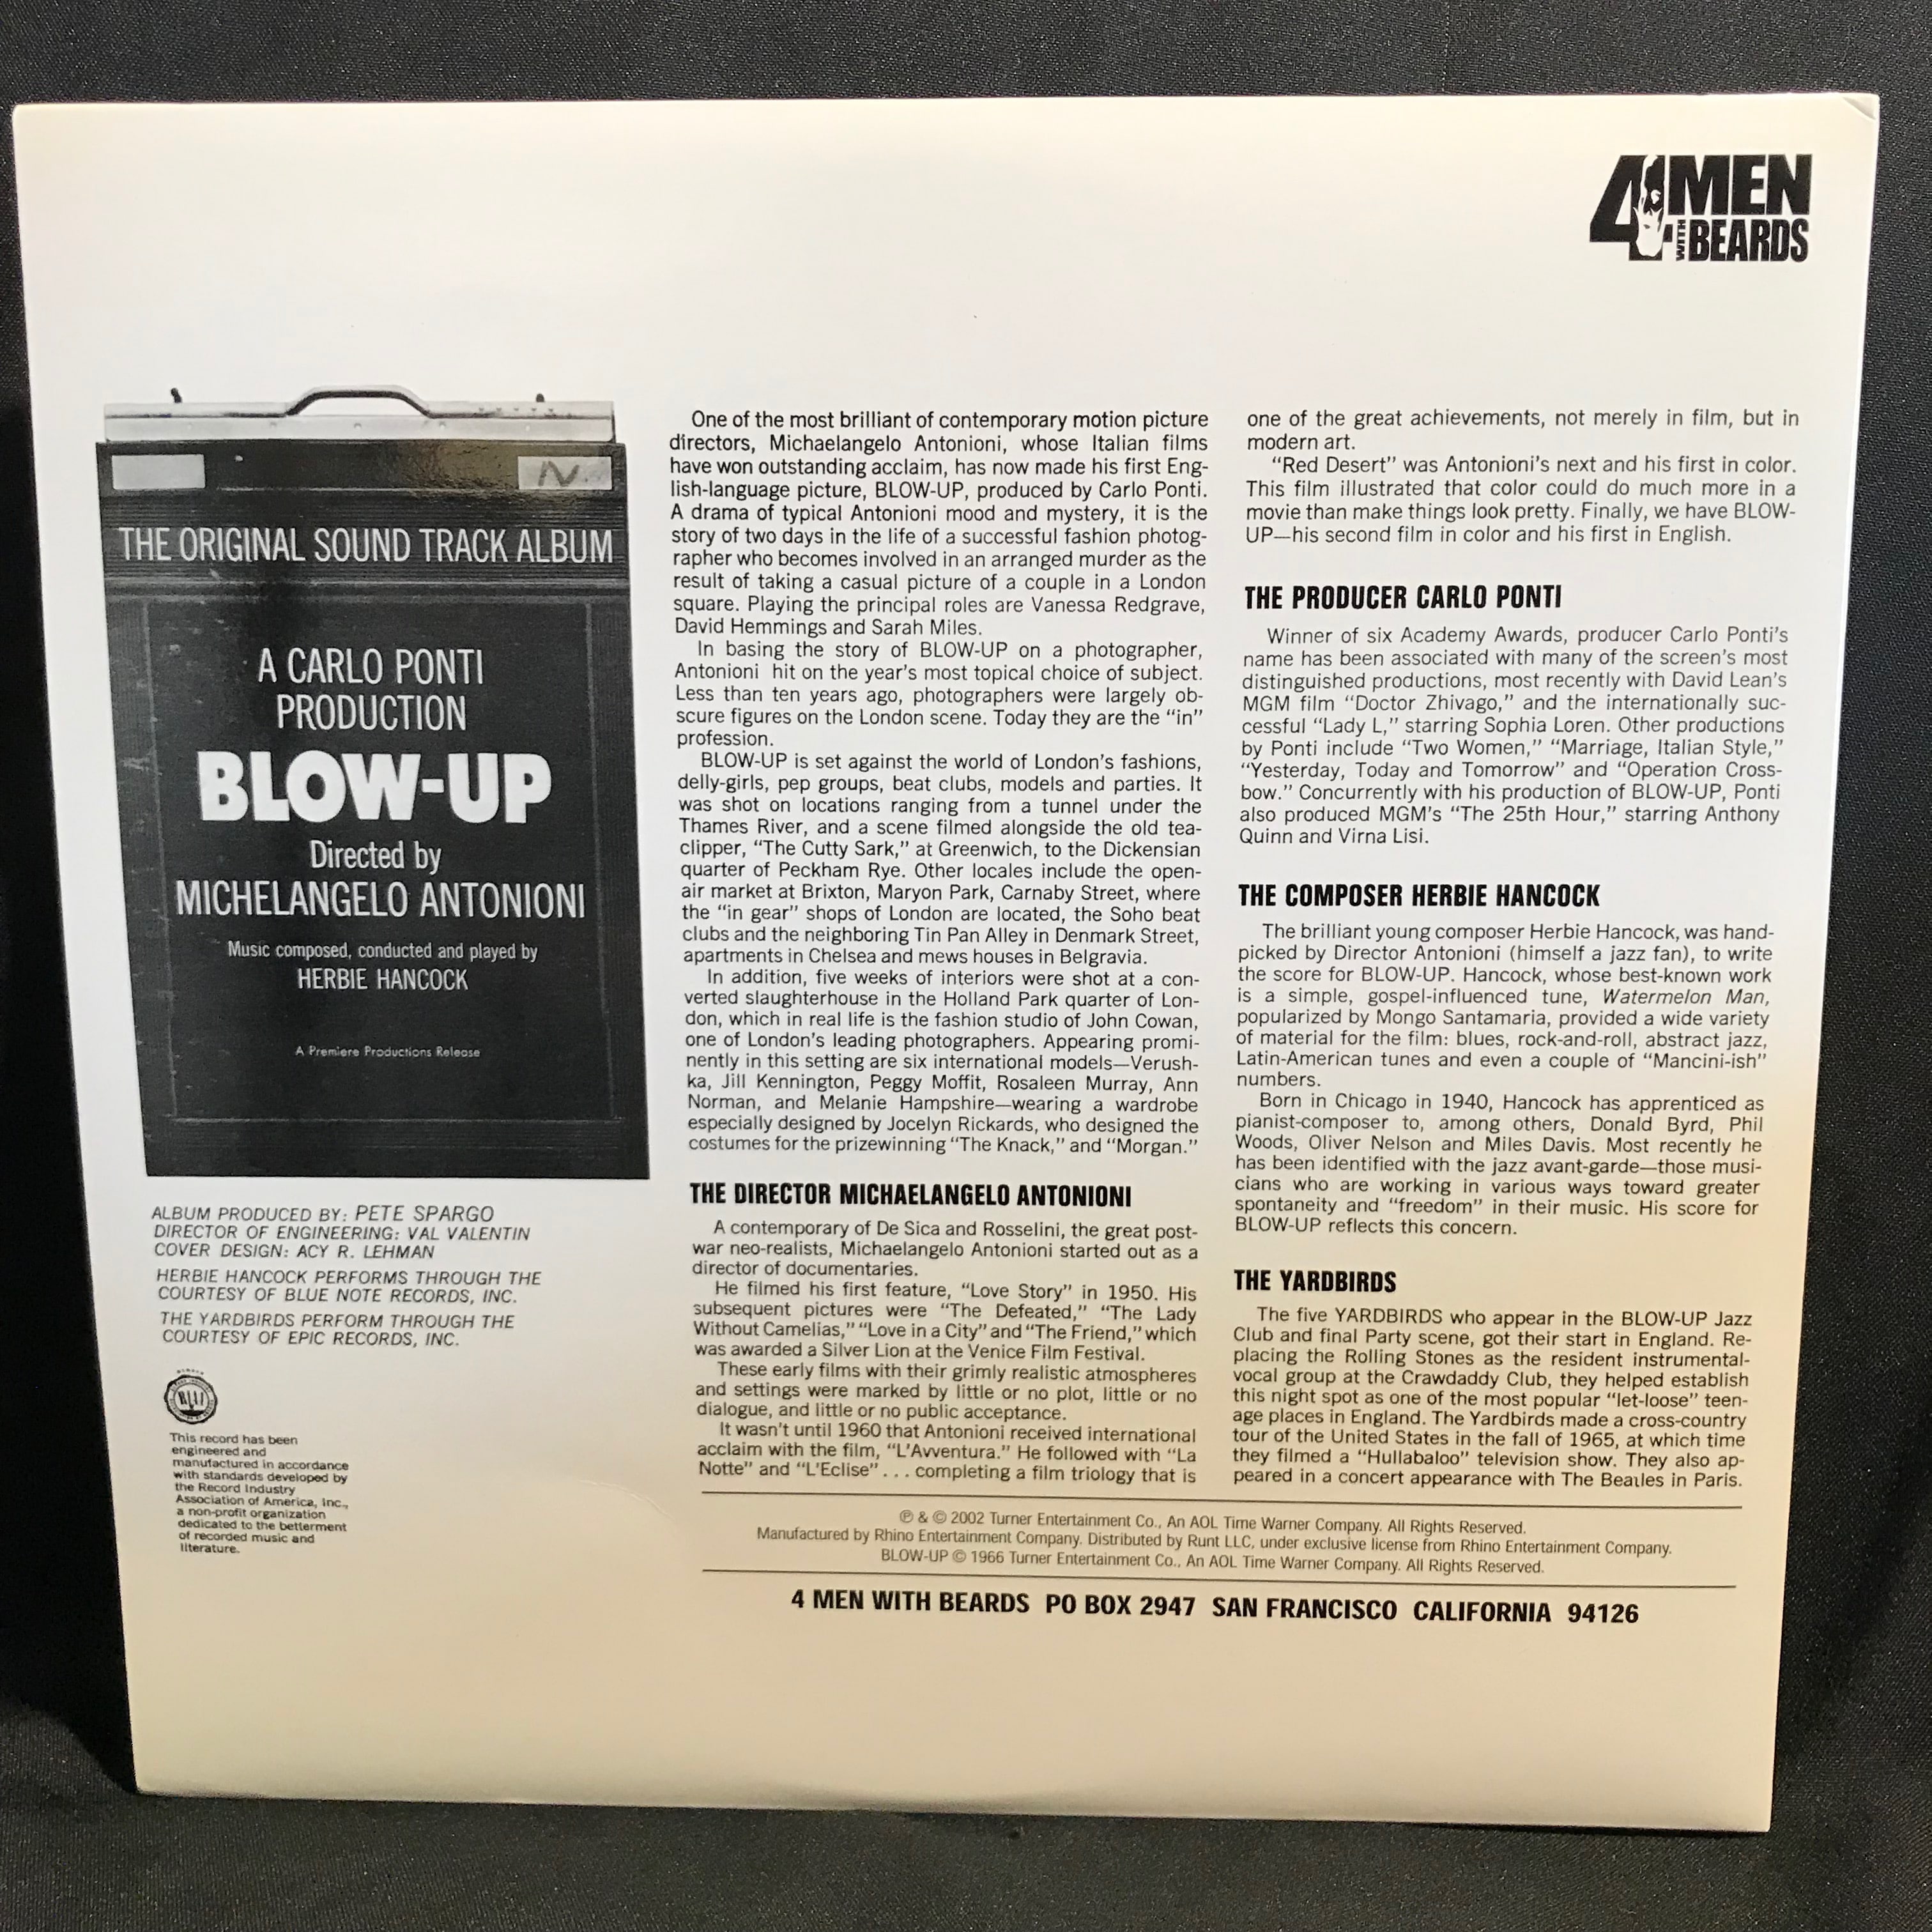 4 MEN
WITH BEARDS
IV.
THE ORIGINAL SOUND TRACK ALBUM
A CARLO PONTI
PRODUCTION
BLOW-UP
Directed by
MICHELANGELO ANTONIONI
Music composed, conducted and played by
HERBIE HANCOCK
A Premiere Productions Release
ALBUM PRODUCED BY: PETE SPARGO
DIRECTOR OF ENGINEERING: VAL VALENTIN
COVER DESIGN: ACY R. LEHMAN
HERBIE HANCOCK PERFORMS THROUGH THE
COURTESY OF BLUE NOTE RECORDS, INC.
THE YARDBIRDS PERFORM THROUGH THE
COURTESY OF EPIC RECORDS, INC.
This record has been
engineered and
manufactured in accordance
with standards developed by
the Record Industry
Association of America, Inc.,
a non-profit organization
dedicated to the betterment
of recorded music and
literature.
One of the most brilliant of contemporary motion picture
directors, Michaelangelo Antonioni, whose Italian films
have won outstanding acclaim, has now made his first Eng-
lish-language picture, BLOW-UP, produced by Carlo Ponti.
A drama of typical Antonioni mood and mystery, it is the
story of two days in the life of a successful fashion photog-
rapher who becomes involved in an arranged murder as the
result of taking a casual picture of a couple in a London
square. Playing the principal roles are Vanessa Redgrave,
David Hemmings and Sarah Miles.
In basing the story of BLOW-UP on a photographer,
Antonioni hit on the year's most topical choice of subject.
Less than ten years ago, photographers were largely ob-
scure figures on the London scene. Today they are the "in"
profession.
BLOW-UP is set against the world of London's fashions,
delly-girls, pep groups, beat clubs, models and parties. It
was shot on locations ranging from a tunnel under the
Thames River, and a scene filmed alongside the old tea-
clipper, "The Cutty Sark," at Greenwich, to the Dickensian
quarter of Peckham Rye. Other locales include the open-
air market at Brixton, Maryon Park, Carnaby Street, where
the "in gear" shops of London are located, the Soho beat
clubs and the neighboring Tin Pan Alley in Denmark Street,
apartments in Chelsea and mews houses in Belgravia.
In addition, five weeks of interiors were shot at a con-
verted slaughterhouse in the Holland Park quarter of Lon-
don, which in real life is the fashion studio of John Cowan,
one of London's leading photographers. Appearing promi-
nently in this setting are six international models—Verush-
ka, Jill Kennington, Peggy Moffit, Rosaleen Murray, Ann
Norman, and Melanie Hampshire—wearing a wardrobe
especially designed by Jocelyn Rickards, who designed the
costumes for the prizewinning "The Knack," and "Morgan."
THE DIRECTOR MICHAELANGELO ANTONIONI
A contemporary of De Sica and Rosselini, the great post-
war neo-realists, Michaelangelo Antonioni started out as a
director of documentaries.
He filmed his first feature, "Love Story" in 1950. His
subsequent pictures were "The Defeated," "The Lady
Without Camelias," "Love in a City" and "The Friend," which
was awarded a Silver Lion at the Venice Film Festival.
These early films with their grimly realistic atmospheres
and settings were marked by little or no plot, little or no
dialogue, and little or no public acceptance.
It wasn't until 1960 that Antonioni received international
acclaim with the film, "L'Avventura." He followed with "La
Notte" and "L'Eclise" . . . completing a film triology that is
one of the great achievements, not merely in film, but in
modern art.
"Red Desert" was Antonioni's next and his first in color.
This film illustrated that color could do much more in a
movie than make things look pretty. Finally, we have BLOW-
UP—his second film in color and his first in English.
THE PRODUCER CARLO PONTI
Winner of six Academy Awards, producer Carlo Ponti's
name has been associated with many of the screen's most
distinguished productions, most recently with David Lean's
MGM film "Doctor Zhivago," and the internationally suc-
cessful "Lady L," starring Sophia Loren. Other productions
by Ponti include "Two Women," "Marriage, Italian Style,"
"Yesterday, Today and Tomorrow" and "Operation Cross-
bow." Concurrently with his production of BLOW-UP, Ponti
also produced MGM's "The 25th Hour," starring Anthony
Quinn and Virna Lisi.
THE COMPOSER HERBIE HANCOCK
The brilliant young composer Herbie Hancock, was hand-
picked by Director Antonioni (himself a jazz fan), to write
the score for BLOW-UP. Hancock, whose best-known work
is a simple, gospel-influenced tune, Watermelon Man,
popularized by Mongo Santamaria, provided a wide variety
of material for the film: blues, rock-and-roll, abstract jazz,
Latin-American tunes and even a couple of "Mancini-ish"
numbers.
Born in Chicago in 1940, Hancock has apprenticed as
pianist-composer to, among others, Donald Byrd, Phil
Woods, Oliver Nelson and Miles Davis. Most recently he
has been identified with the jazz avant-garde—those musi-
cians who are working in various ways toward greater
spontaneity and "freedom" in their music. His score for
BLOW-UP reflects this concern.
THE YARDBIRDS
The five YARDBIRDS who appear in the BLOW-UP Jazz
Club and final Party scene, got their start in England. Re-
placing the Rolling Stones as the resident instrumental-
vocal group at the Crawdaddy Club, they helped establish
this night spot as one of the most popular "let-loose" teen-
age places in England. The Yardbirds made a cross-country
tour of the United States in the fall of 1965, at which time
they filmed a "Hullabaloo" television show. They also ap-
peared in a concert appearance with The Beatles in Paris.
℗ & © 2002 Turner Entertainment Co., An AOL Time Warner Company. All Rights Reserved.
Manufactured by Rhino Entertainment Company. Distributed by Runt LLC, under exclusive license from Rhino Entertainment Company.
BLOW-UP © 1966 Turner Entertainment Co., An AOL Time Warner Company. All Rights Reserved.
4 MEN WITH BEARDS PO BOX 2947 SAN FRANCISCO CALIFORNIA 94126